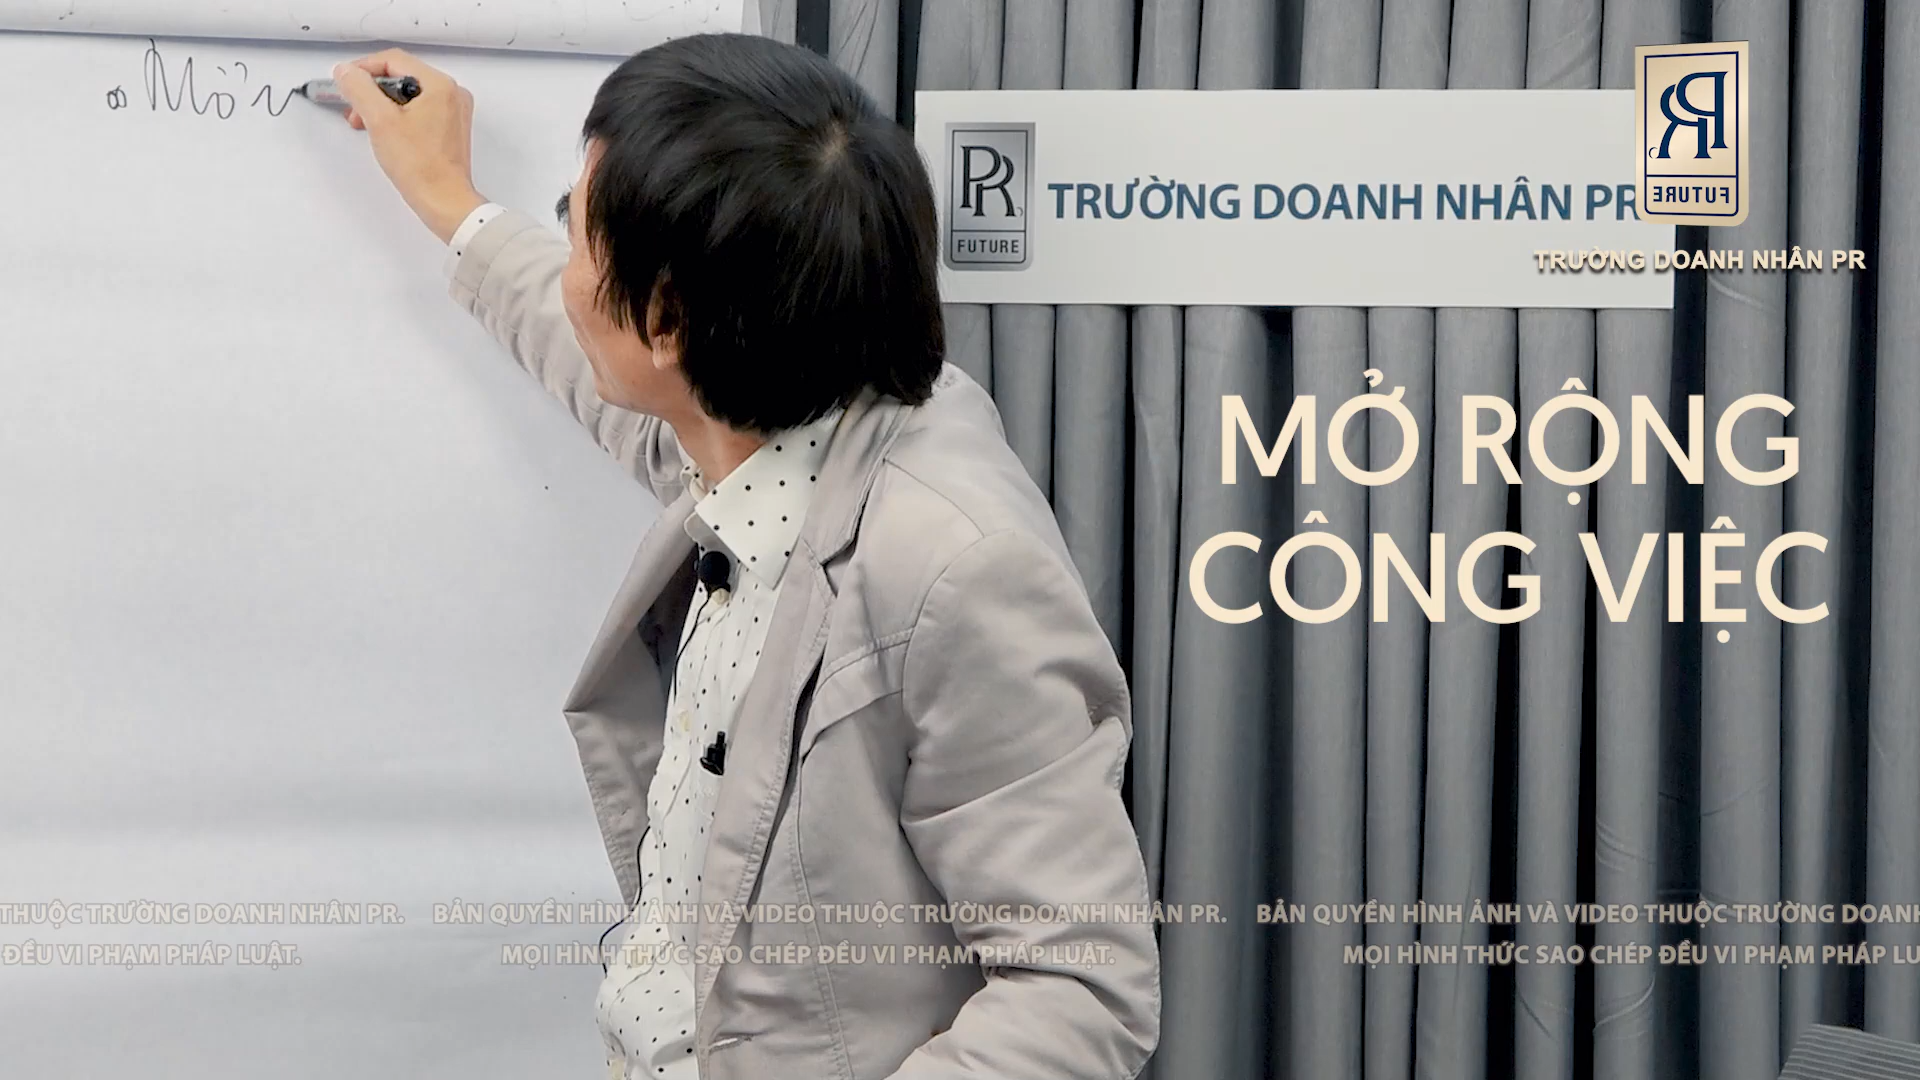 Mở r
PR
FUTURE
TRƯỜNG DOANH NHÂN PR
PR
FUTURE
TRƯỜNG DOANH NHÂN PR
MỞ RỘNG
CÔNG VIỆC
THUỘC TRƯỜNG DOANH NHÂN PR. BẢN QUYỀN HÌNH ẢNH VÀ VIDEO THUỘC TRƯỜNG DOANH NHÂN PR. BẢN QUYỀN HÌNH ẢNH VÀ VIDEO THUỘC TRƯỜNG DOANH
ĐỀU VI PHẠM PHÁP LUẬT. MỌI HÌNH THỨC SAO CHÉP ĐỀU VI PHẠM PHÁP LUẬT. MỌI HÌNH THỨC SAO CHÉP ĐỀU VI PHẠM PHÁP LU